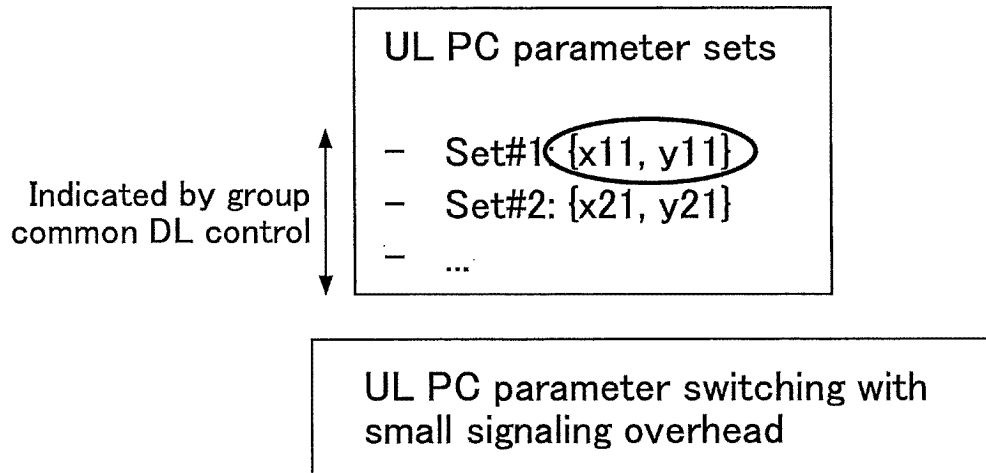 UL PC parameter sets
Indicated by group
common DL control
– Set#1: {x11, y11}
– Set#2: {x21, y21}
– ...
UL PC parameter switching with
small signaling overhead